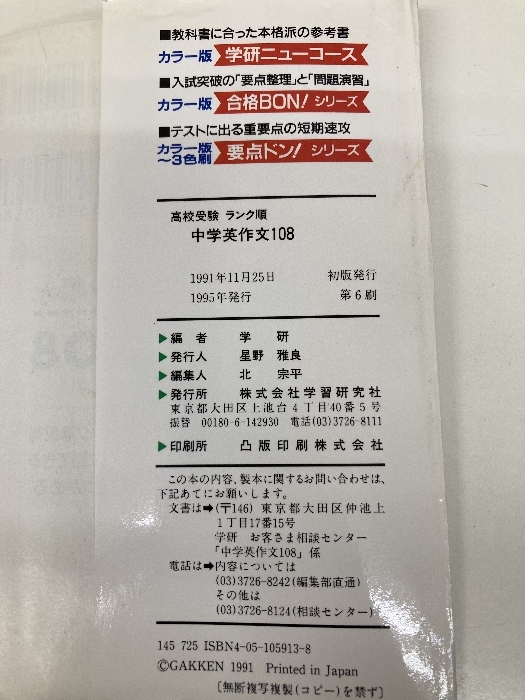 ■教科書に合った本格派の参考書
カラー版 学研ニューコース
■入試突破の「要点整理」と「問題演習」
カラー版 合格BON! シリーズ
■テストに出る重要点の短期速攻
カラー版～3色刷 要点ドン! シリーズ
高校受験 ランク順
中学英作文108
1991年11月25日 初版発行
1995年発行 第6刷
▶編者 学研
▶発行人 星野 雅良
▶編集人 北 宗平
▶発行所 株式会社学習研究社
東京都大田区上池台4丁目40番5号
振替 00180-6-142930 電話(03)3726-8111
▶印刷所 凸版印刷株式会社
この本の内容、製本に関するお問い合わせは、
下記あてにお願いします。
文書は➡(〒146) 東京都大田区仲池上
1丁目17番15号
学研 お客さま相談センター
「中学英作文108」係
電話は➡内容については
(03)3726-8242(編集部直通)
その他は
(03)3726-8124(相談センター)
145 725 ISBN4-05-105913-8
©GAKKEN 1991 Printed in Japan
〔無断複写複製(コピー)を禁ず〕